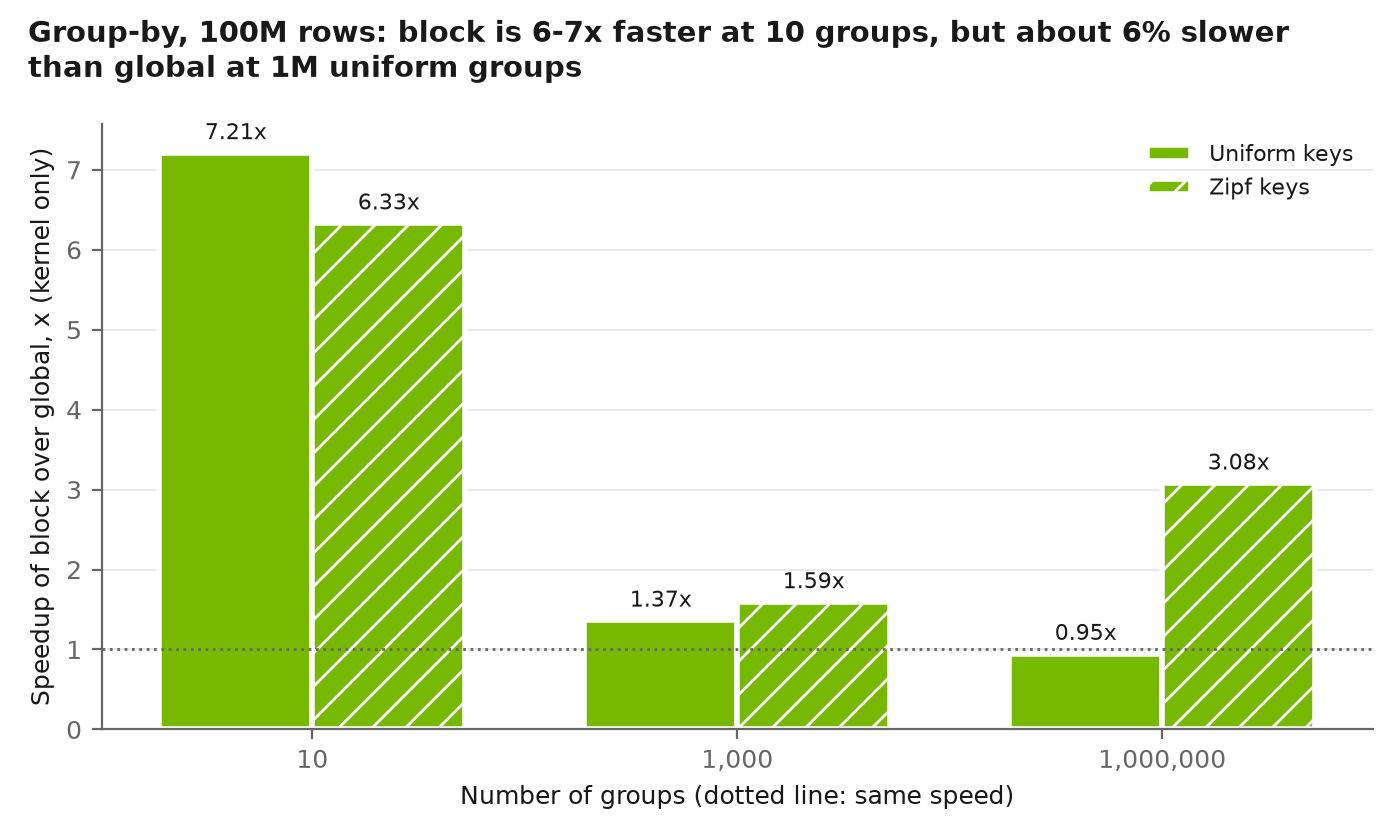 Group-by, 100M rows: block is 6-7x faster at 10 groups, but about 6% slower
than global at 1M uniform groups
Speedup of block over global, x (kernel only)
7
6
5
4
3
2
1
0
7.21x
6.33x
1.37x
1.59x
0.95x
3.08x
Uniform keys
Zipf keys
10
1,000
1,000,000
Number of groups (dotted line: same speed)